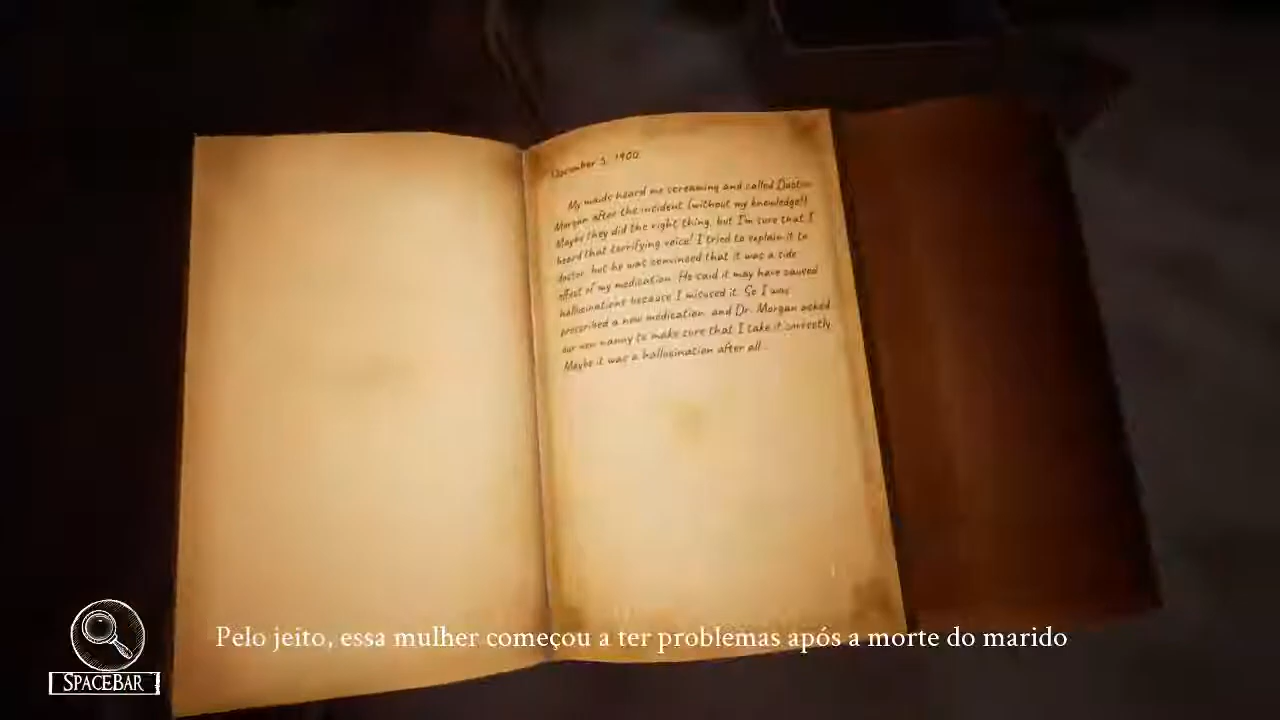 December 5, 1900
My maids heard me screaming and called Doctor
Morgan after the incident (without my knowledge!)
Maybe they did the right thing, but I'm sure that I
heard that terrifying voice! I tried to explain it to
doctor, but he was convinced that it was a side
effect of my medication. He said it may have caused
hallucinations because I misused it. So I was
prescribed a new medication, and Dr. Morgan asked
our new nanny to make sure that I take it correctly.
Maybe it was a hallucination after all...
Pelo jeito, essa mulher começou a ter problemas após a morte do marido
SPACEBAR